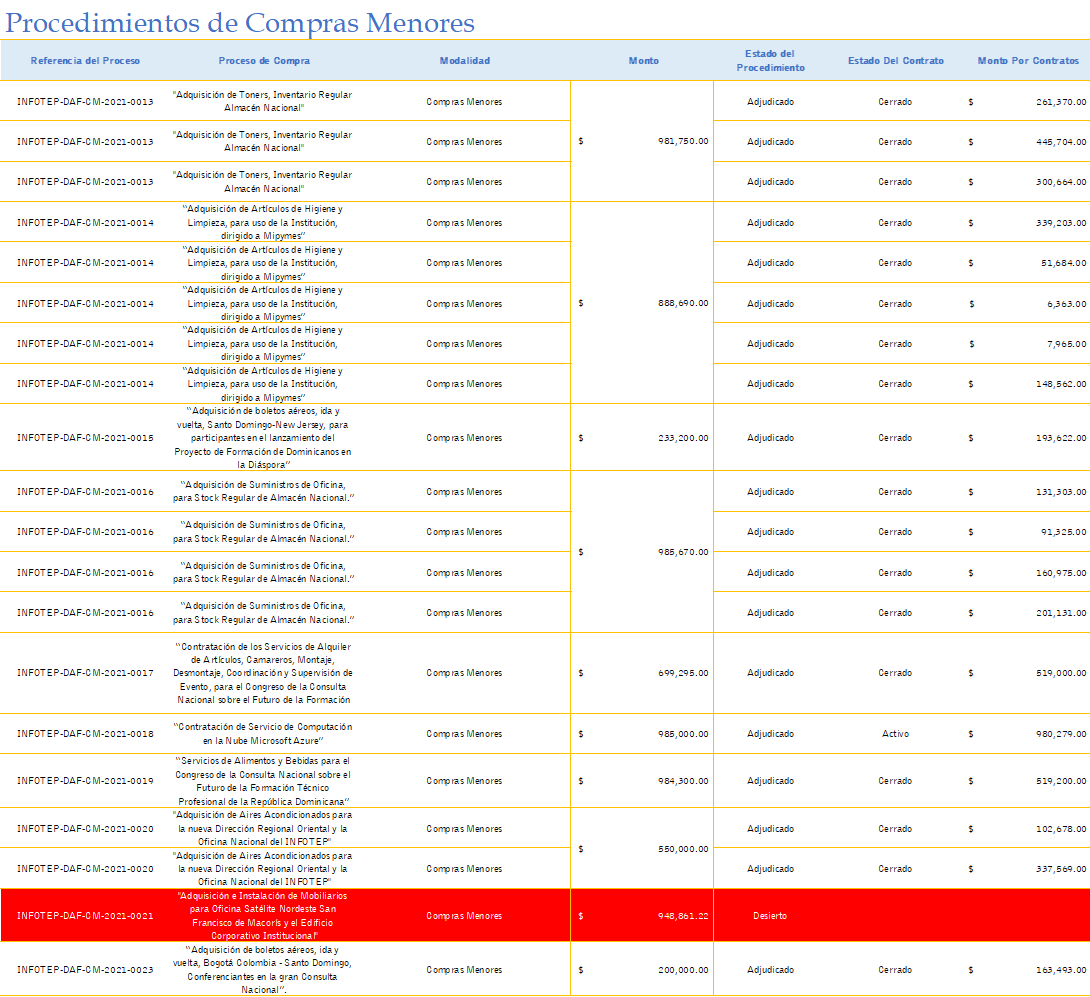 Procedimientos de Compras Menores
Referencia del Proceso Proceso de Compra Modalidad Monto Estado del Procedimiento Estado Del Contrato Monto Por Contratos
INFOTEP-DAF-CM-2021-0013 "Adquisición de Toners, Inventario Regular
Almacén Nacional" Compras Menores Adjudicado Cerrado $ 261,370.00
INFOTEP-DAF-CM-2021-0013 "Adquisición de Toners, Inventario Regular
Almacén Nacional" Compras Menores $ 981,750.00 Adjudicado Cerrado $ 445,704.00
INFOTEP-DAF-CM-2021-0013 "Adquisición de Toners, Inventario Regular
Almacén Nacional" Compras Menores Adjudicado Cerrado $ 300,664.00
INFOTEP-DAF-CM-2021-0014 “Adquisición de Artículos de Higiene y
Limpieza, para uso de la Institución,
dirigido a Mipymes” Compras Menores Adjudicado Cerrado $ 339,203.00
INFOTEP-DAF-CM-2021-0014 “Adquisición de Artículos de Higiene y
Limpieza, para uso de la Institución,
dirigido a Mipymes” Compras Menores Adjudicado Cerrado $ 51,684.00
INFOTEP-DAF-CM-2021-0014 “Adquisición de Artículos de Higiene y
Limpieza, para uso de la Institución,
dirigido a Mipymes” Compras Menores $ 888,690.00 Adjudicado Cerrado $ 6,363.00
INFOTEP-DAF-CM-2021-0014 “Adquisición de Artículos de Higiene y
Limpieza, para uso de la Institución,
dirigido a Mipymes” Compras Menores Adjudicado Cerrado $ 7,965.00
INFOTEP-DAF-CM-2021-0014 “Adquisición de Artículos de Higiene y
Limpieza, para uso de la Institución,
dirigido a Mipymes” Compras Menores Adjudicado Cerrado $ 148,562.00
INFOTEP-DAF-CM-2021-0015 “Adquisición de boletos aéreos, ida y
vuelta, Santo Domingo-New Jersey, para
participantes en el lanzamiento del
Proyecto de Formación de Dominicanos en
la Diáspora” Compras Menores $ 233,200.00 Adjudicado Cerrado $ 193,622.00
INFOTEP-DAF-CM-2021-0016 “Adquisición de Suministros de Oficina,
para Stock Regular de Almacén Nacional.” Compras Menores Adjudicado Cerrado $ 131,303.00
INFOTEP-DAF-CM-2021-0016 “Adquisición de Suministros de Oficina,
para Stock Regular de Almacén Nacional.” Compras Menores $ 985,670.00 Adjudicado Cerrado $ 91,325.00
INFOTEP-DAF-CM-2021-0016 “Adquisición de Suministros de Oficina,
para Stock Regular de Almacén Nacional.” Compras Menores Adjudicado Cerrado $ 160,975.00
INFOTEP-DAF-CM-2021-0016 “Adquisición de Suministros de Oficina,
para Stock Regular de Almacén Nacional.” Compras Menores Adjudicado Cerrado $ 201,131.00
INFOTEP-DAF-CM-2021-0017 “Contratación de los Servicios de Alquiler
de Artículos, Camareros, Montaje,
Desmontaje, Coordinación y Supervisión de
Evento, para el Congreso de la Consulta
Nacional sobre el Futuro de la Formación Compras Menores $ 699,295.00 Adjudicado Cerrado $ 519,000.00
INFOTEP-DAF-CM-2021-0018 “Contratación de Servicio de Computación
en la Nube Microsoft Azure” Compras Menores $ 985,000.00 Adjudicado Activo $ 980,279.00
INFOTEP-DAF-CM-2021-0019 “Servicios de Alimentos y Bebidas para el
Congreso de la Consulta Nacional sobre el
Futuro de la Formación Técnico
Profesional de la República Dominicana” Compras Menores $ 984,300.00 Adjudicado Cerrado $ 519,200.00
INFOTEP-DAF-CM-2021-0020 "Adquisición de Aires Acondicionados para
la nueva Dirección Regional Oriental y la
Oficina Nacional del INFOTEP" Compras Menores $ 550,000.00 Adjudicado Cerrado $ 102,678.00
INFOTEP-DAF-CM-2021-0020 "Adquisición de Aires Acondicionados para
la nueva Dirección Regional Oriental y la
Oficina Nacional del INFOTEP" Compras Menores Adjudicado Cerrado $ 337,569.00
INFOTEP-DAF-CM-2021-0021 "Adquisición e Instalación de Mobiliarios
para Oficina Satélite Nordeste San
Francisco de Macorís y el Edificio
Corporativo Institucional" Compras Menores $ 948,861.22 Desierto
INFOTEP-DAF-CM-2021-0023 “Adquisición de boletos aéreos, ida y
vuelta, Bogotá Colombia - Santo Domingo,
Conferenciantes en la gran Consulta
Nacional”. Compras Menores $ 200,000.00 Adjudicado Cerrado $ 163,493.00